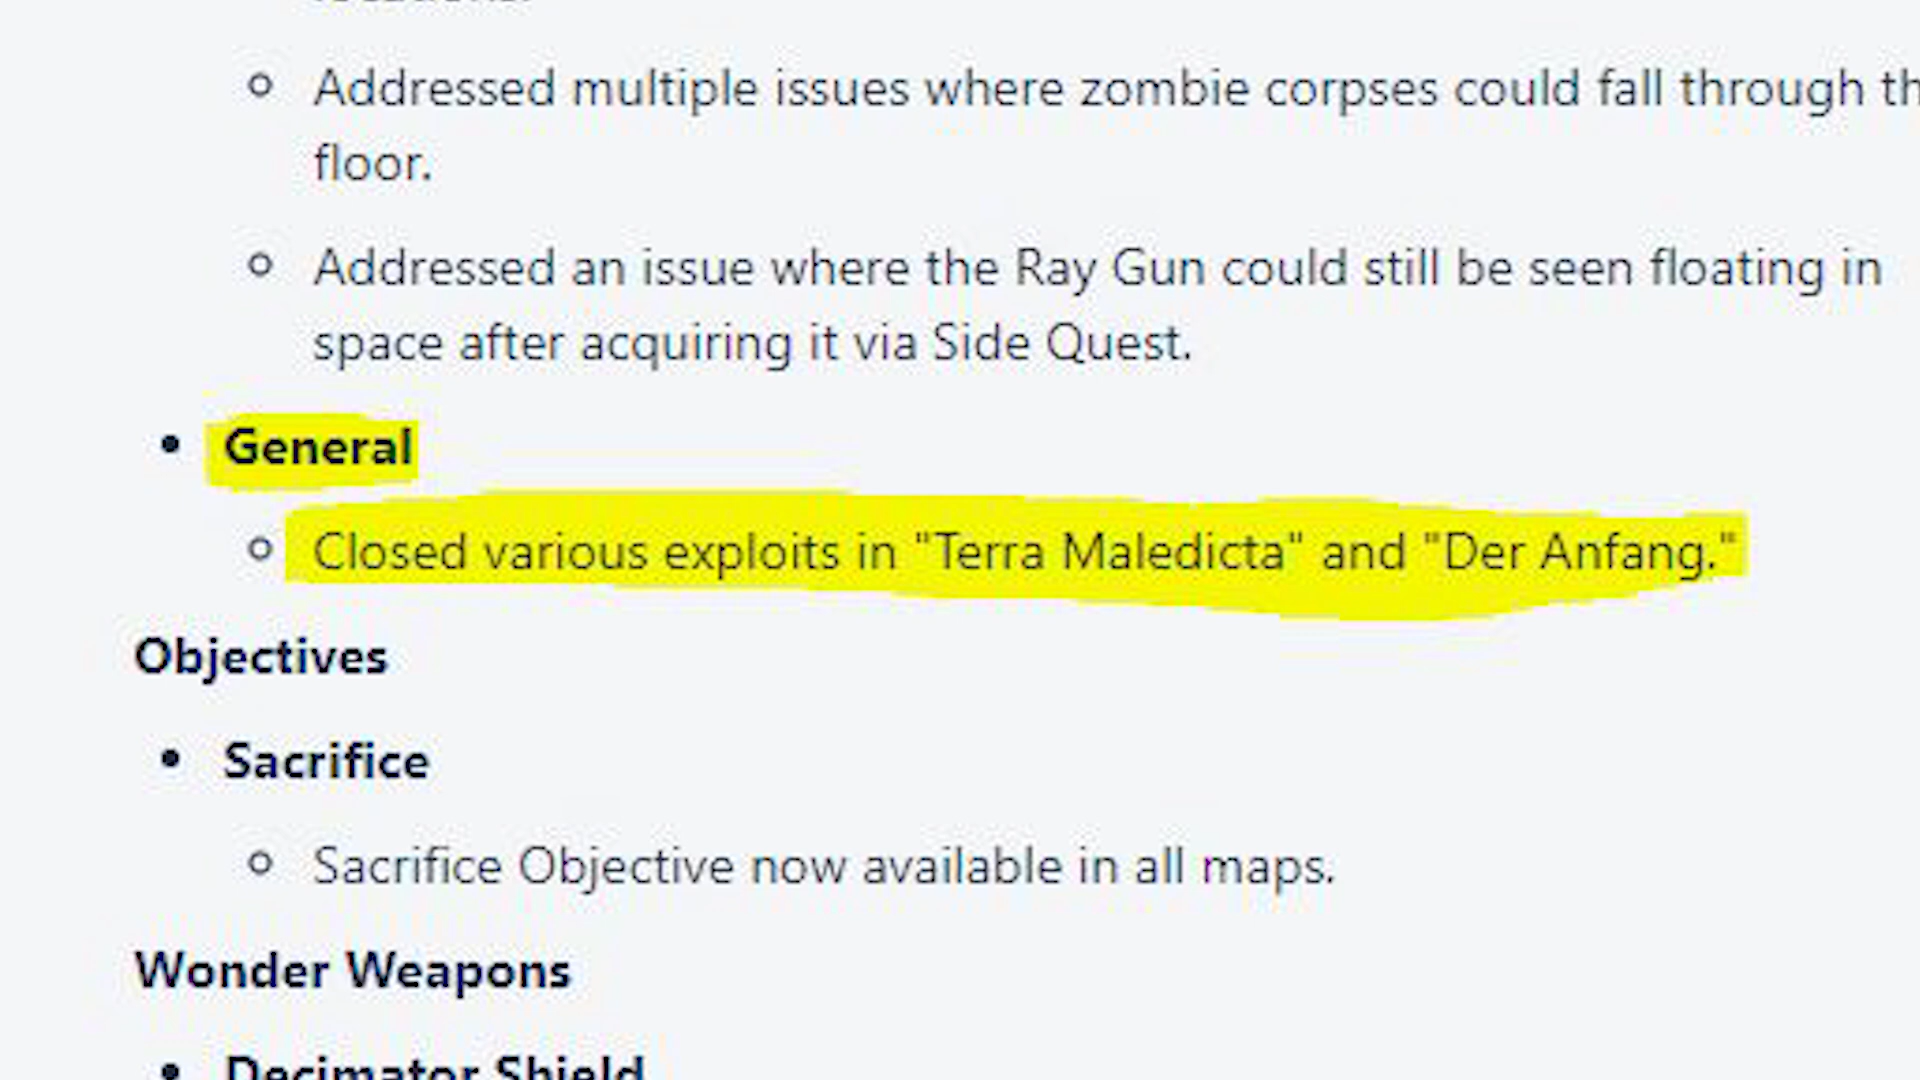 Addressed multiple issues where zombie corpses could fall through th
floor.
Addressed an issue where the Ray Gun could still be seen floating in
space after acquiring it via Side Quest.
General
Closed various exploits in "Terra Maledicta" and "Der Anfang."
Objectives
Sacrifice
Sacrifice Objective now available in all maps.
Wonder Weapons
Decimator Shield